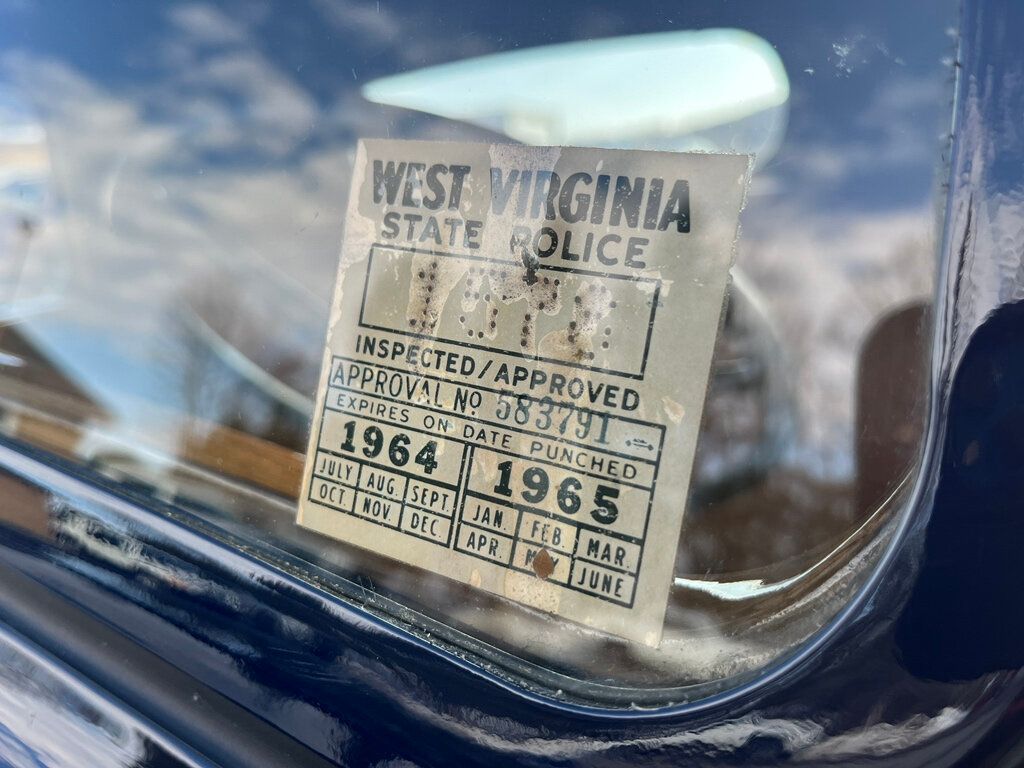 WEST VIRGINIA
STATE POLICE
INSPECTED/APPROVED
APPROVAL Nº 583791
EXPIRES ON DATE PUNCHED
1964 1965
JULY AUG. SEPT. JAN. FEB MAR.
OCT NOV. DEC. APR. MAY JUNE